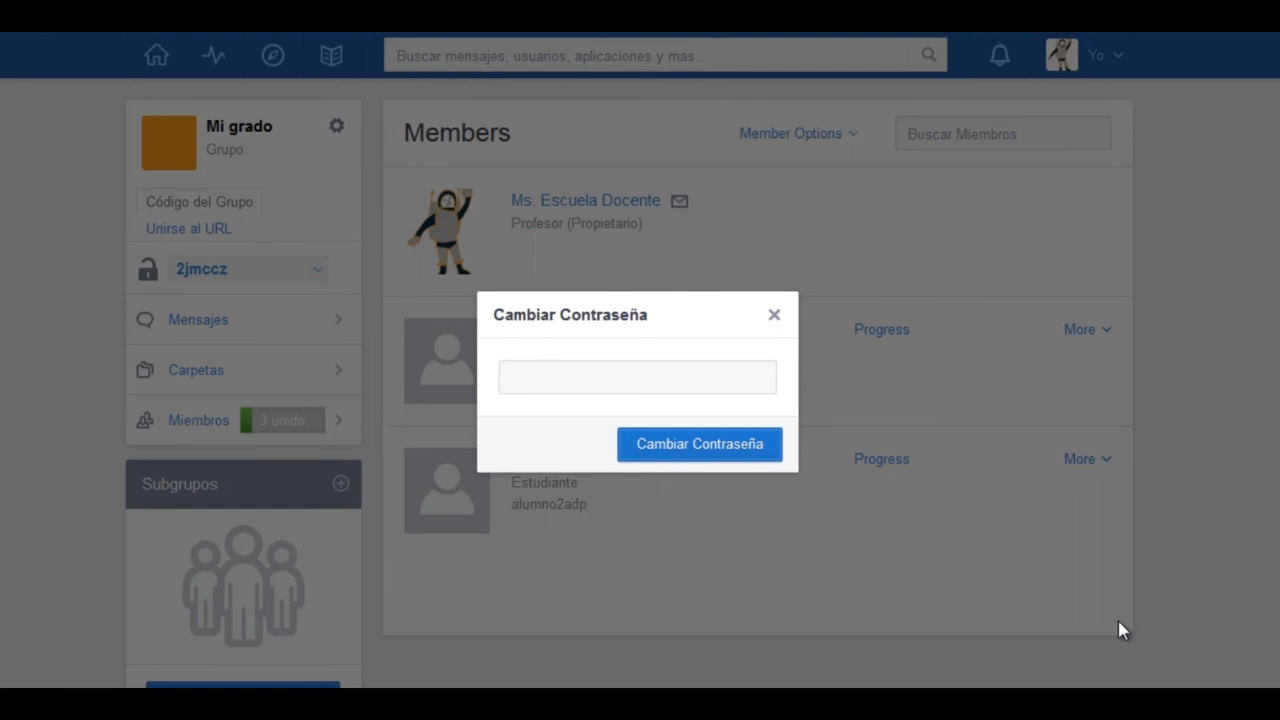 Buscar mensajes, usuarios, aplicaciones y mas...
Yo
Mi grado
Grupo
Código del Grupo
Unirse al URL
2jmccz
Mensajes
Carpetas
Miembros
3 unido
Subgrupos
Members
Member Options
Buscar Miembros
Ms. Escuela Docente
Profesor (Propietario)
Progress
More
Cambiar Contraseña
Cambiar Contraseña
Progress
More
Estudiante
alumno2adp